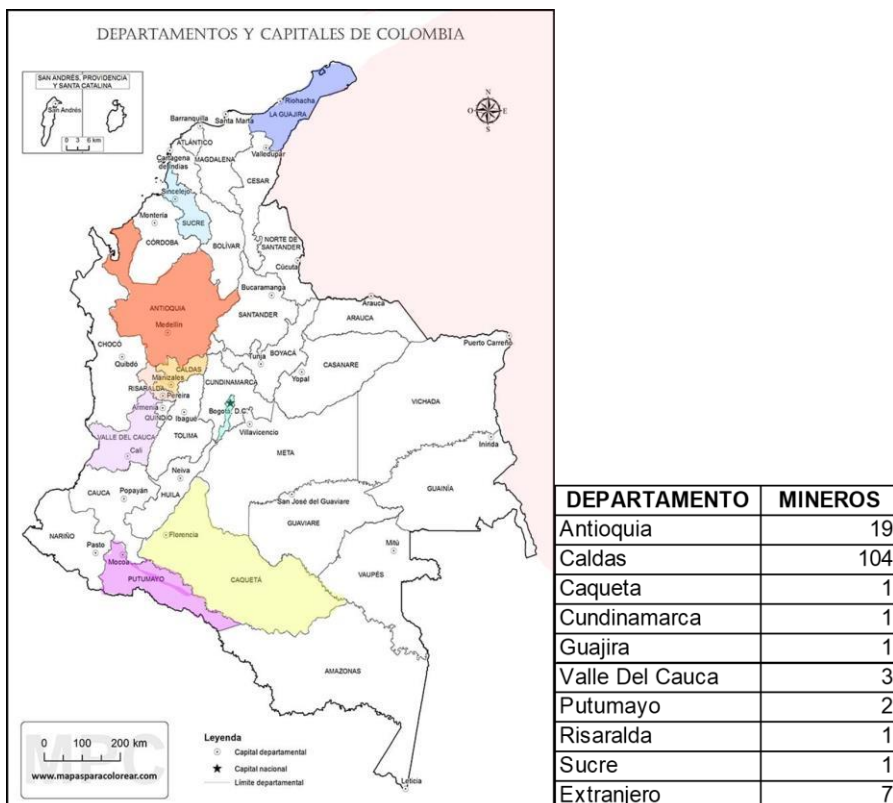 DEPARTAMENTOS Y CAPITALES DE COLOMBIA
SAN ANDRÉS, PROVIDENCIA
Y SANTA CATALINA
San Andrés
0 3 6 km
N
O E
S
Riohacha
LA GUAJIRA
Santa Marta
Barranquilla
ATLÁNTICO
MAGDALENA
Valledupar
Cartagena
de Indias
CESAR
Sincelejo
SUCRE
Montería
CÓRDOBA
BOLÍVAR
NORTE DE
SANTANDER
Cúcuta
Bucaramanga
SANTANDER
ANTIOQUIA
Medellín
Arauca
ARAUCA
CHOCÓ
Quibdó
BOYACÁ
Tunja
CASANARE
Yopal
Puerto Carreño
CALDAS
Manizales
CUNDINAMARCA
RISARALDA
Pereira
Armenia
QUINDÍO
Ibagué
Bogotá, D.C.
Villavicencio
VICHADA
VALLE DEL CAUCA
Cali
TOLIMA
META
Inírida
Neiva
CAUCA
Popayán
HUILA
GUAINÍA
San José del Guaviare
GUAVIARE
NARIÑO
Pasto
Florencia
Mitú
Mocoa
PUTUMAYO
CAQUETÁ
VAUPÉS
AMAZONAS
Leticia
MPC
0 100 200 km
www.mapasparacolorear.com
Leyenda
Capital departamental
Capital nacional
Límite departamental
DEPARTAMENTO MINEROS
Antioquia 19
Caldas 104
Caqueta 1
Cundinamarca 1
Guajira 1
Valle Del Cauca 3
Putumayo 2
Risaralda 1
Sucre 1
Extranjero 7